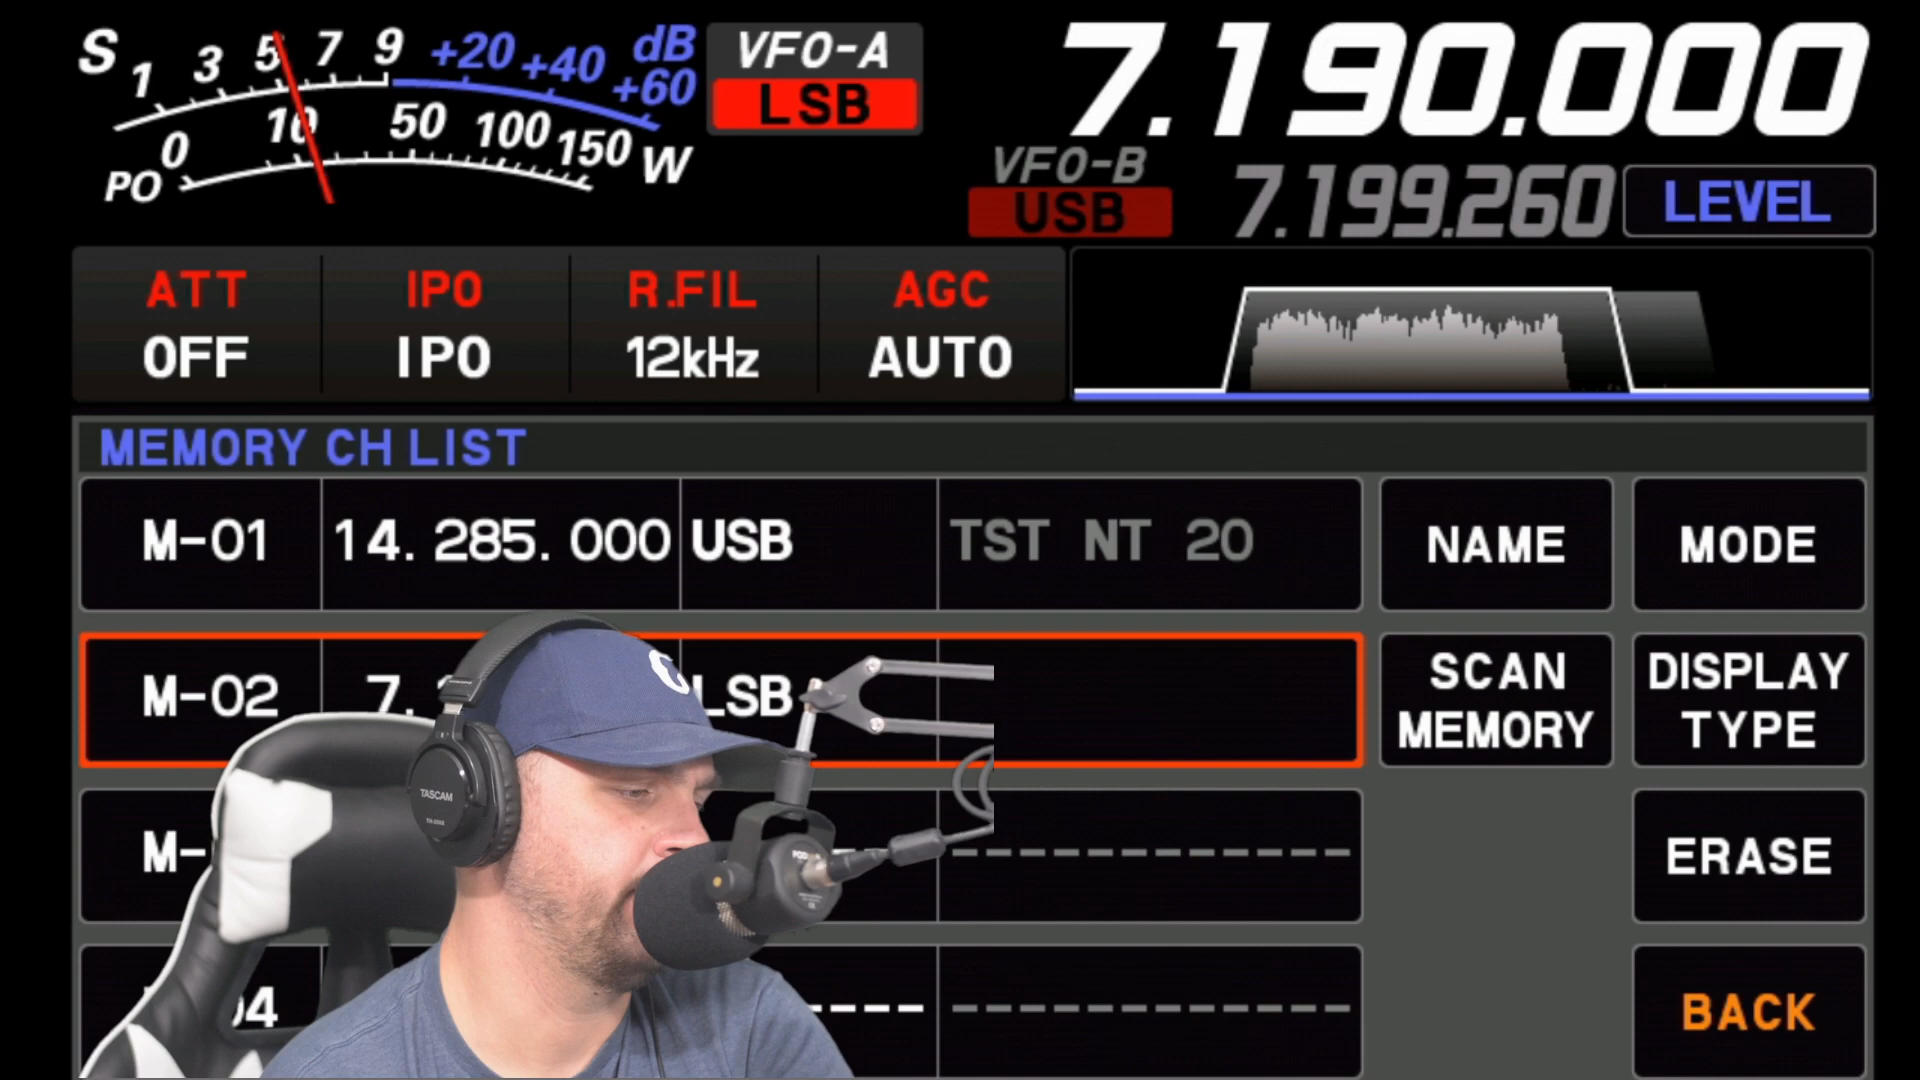 S 1 3 5 7 9 +20 +40 +60 dB
PO 0 10 50 100 150 W
VFO-A
LSB
7.190.000
VFO-B
USB
7.199.260
LEVEL
ATT IPO R.FIL AGC
OFF IPO 12kHz AUTO
MEMORY CH LIST
M-01 14.285.000 USB TST NT 20
NAME
MODE
M-02 7. LSB
SCAN
MEMORY
DISPLAY
TYPE
M-
ERASE
04
BACK
TASCAM